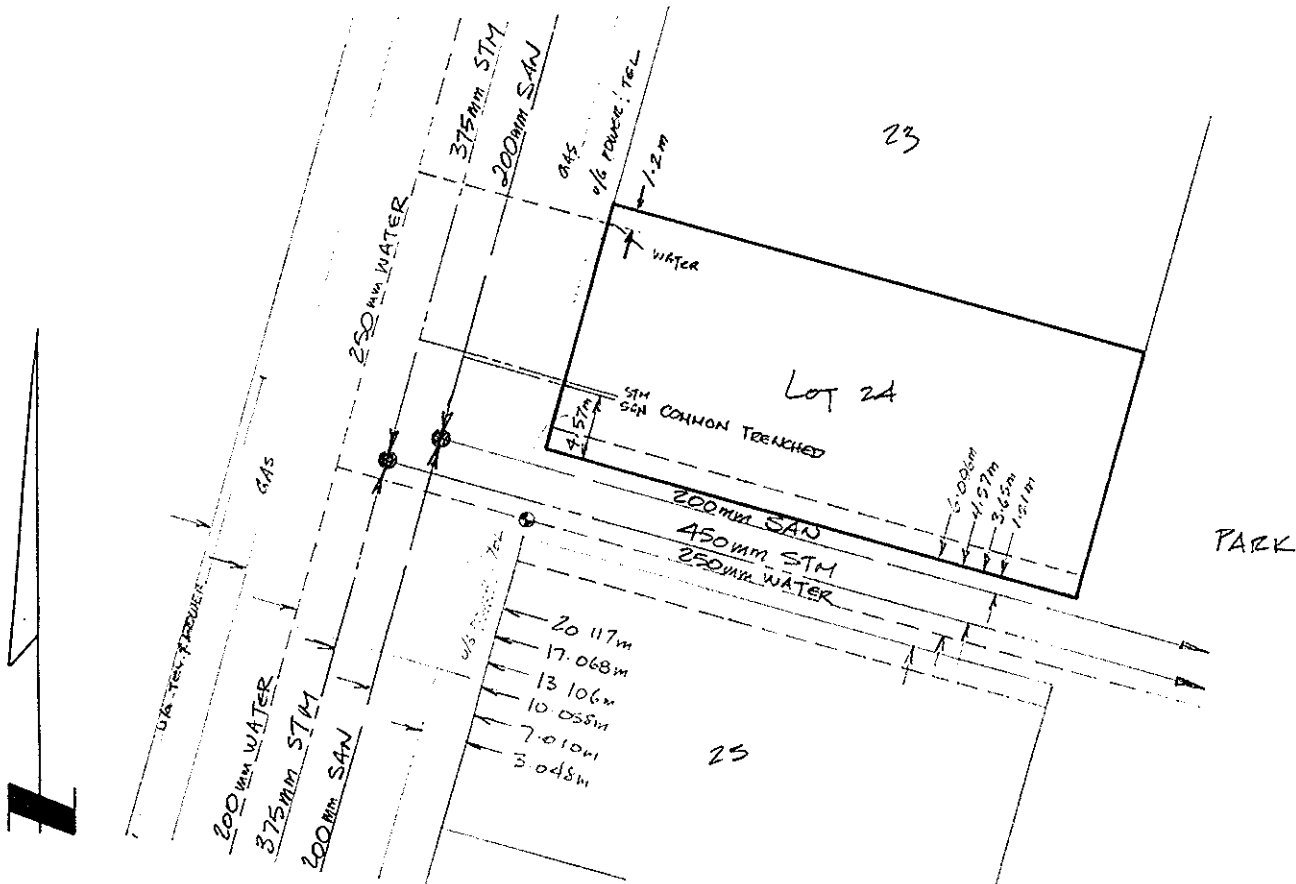 375mm STM
200mm SAN
GAS
U/G POWER & TEL
1.2m
23
250mm WATER
WATER
LOT 24
STM
SAN COMMON TRENCHED
4.57m
GAS
200mm SAN
450mm STM
250mm WATER
6.096m
4.57m
3.65m
PARK
U/G TEL & POWER
20.117m
17.068m
13.106m
10.058m
7.010m
3.048m
25
200mm WATER
375mm STM
200mm SAN